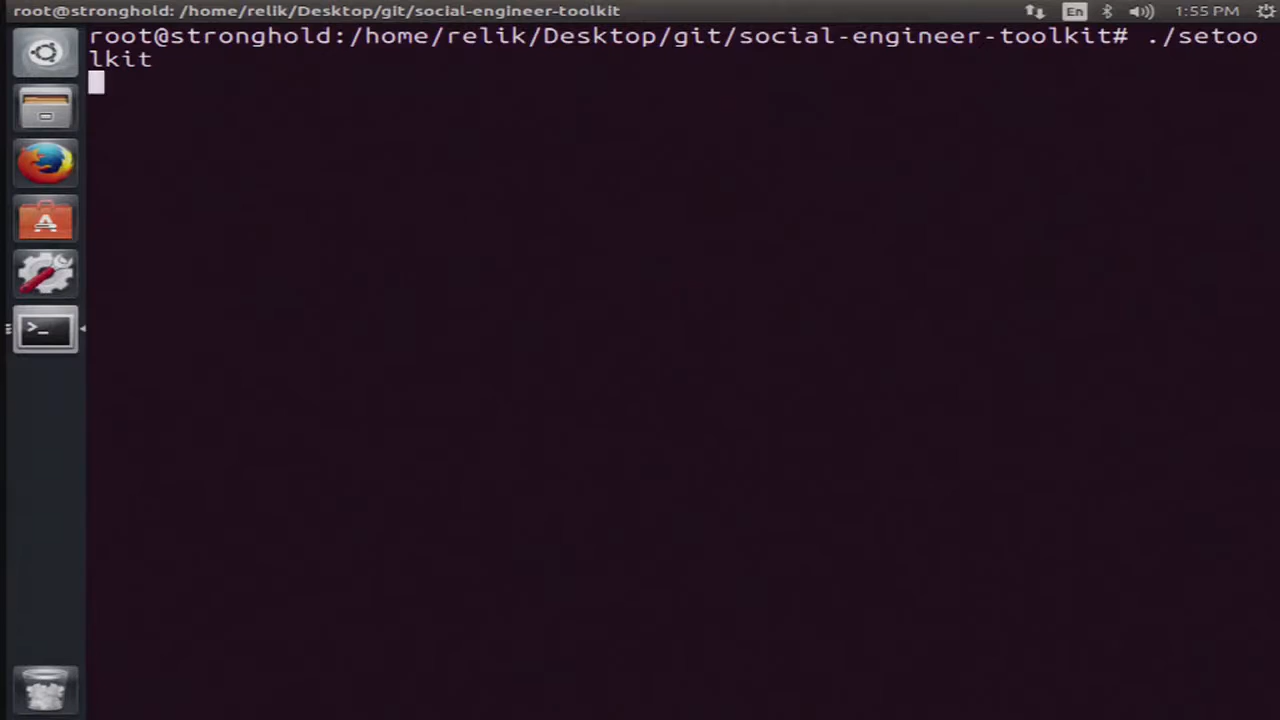 root@stronghold: /home/relik/Desktop/git/social-engineer-toolkit
En
1:55 PM
root@stronghold:/home/relik/Desktop/git/social-engineer-toolkit# ./setoo
lkit